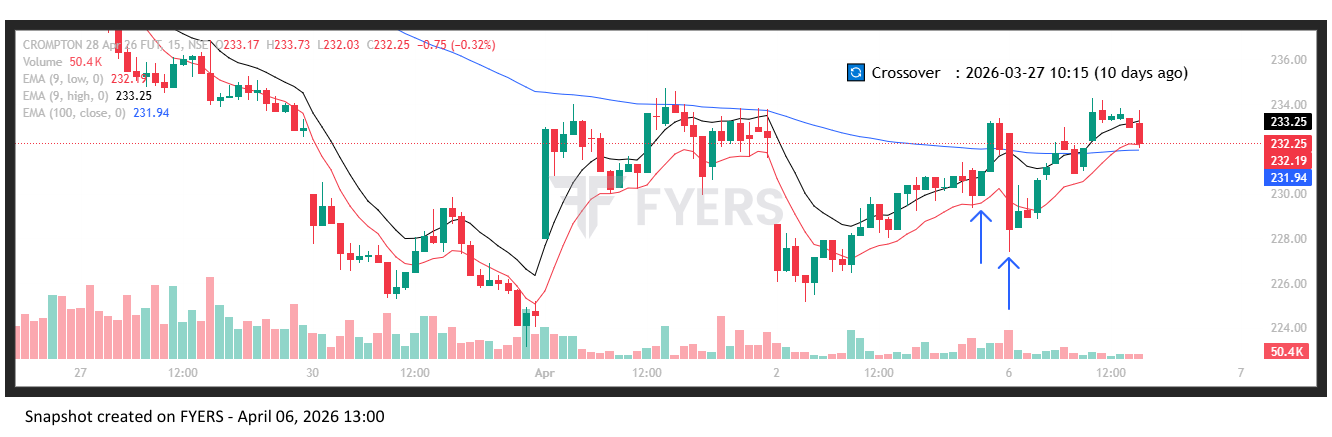 CROMPTON 28 Apr 26 FUT, 15, NSE O233.17 H233.73 L232.03 C232.25 -0.75 (-0.32%)
Volume 50.4K
EMA (9, low, 0) 232.19
EMA (9, high, 0) 233.25
EMA (100, close, 0) 231.94
Crossover : 2026-03-27 10:15 (10 days ago)
236.00
234.00
233.25
232.25
232.19
231.94
230.00
228.00
226.00
224.00
50.4K
FYERS
27 12:00 30 12:00 Apr 12:00 2 12:00 6 12:00 7
Snapshot created on FYERS - April 06, 2026 13:00